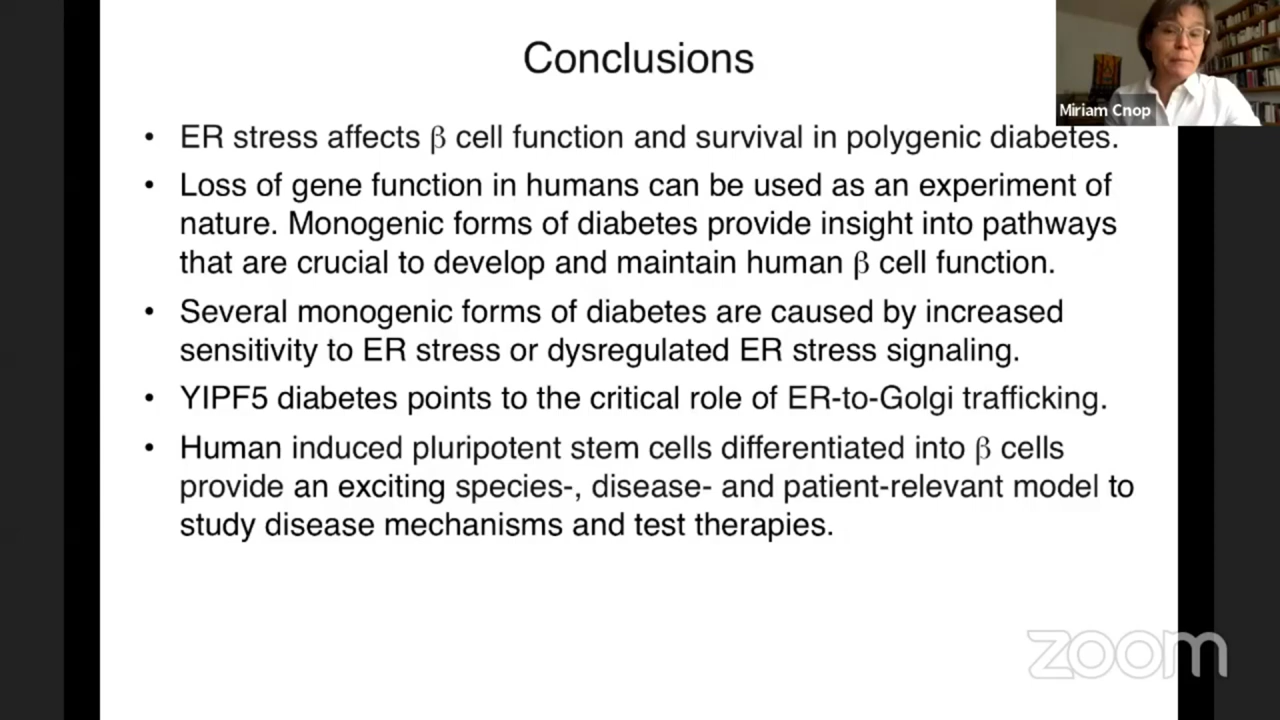 Conclusions
Miriam Cnop
• ER stress affects β cell function and survival in polygenic diabetes.
• Loss of gene function in humans can be used as an experiment of
nature. Monogenic forms of diabetes provide insight into pathways
that are crucial to develop and maintain human β cell function.
• Several monogenic forms of diabetes are caused by increased
sensitivity to ER stress or dysregulated ER stress signaling.
• YIPF5 diabetes points to the critical role of ER-to-Golgi trafficking.
• Human induced pluripotent stem cells differentiated into β cells
provide an exciting species-, disease- and patient-relevant model to
study disease mechanisms and test therapies.
zoom